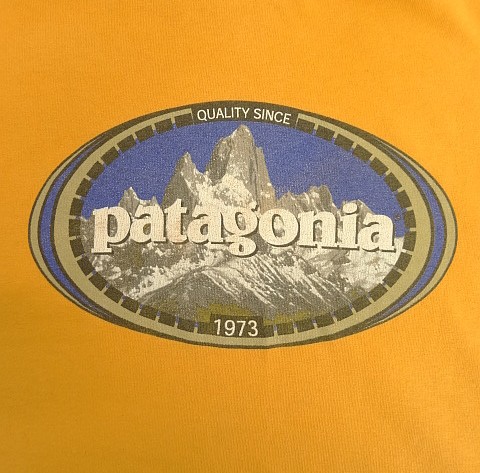 QUALITY SINCE
patagonia
1973